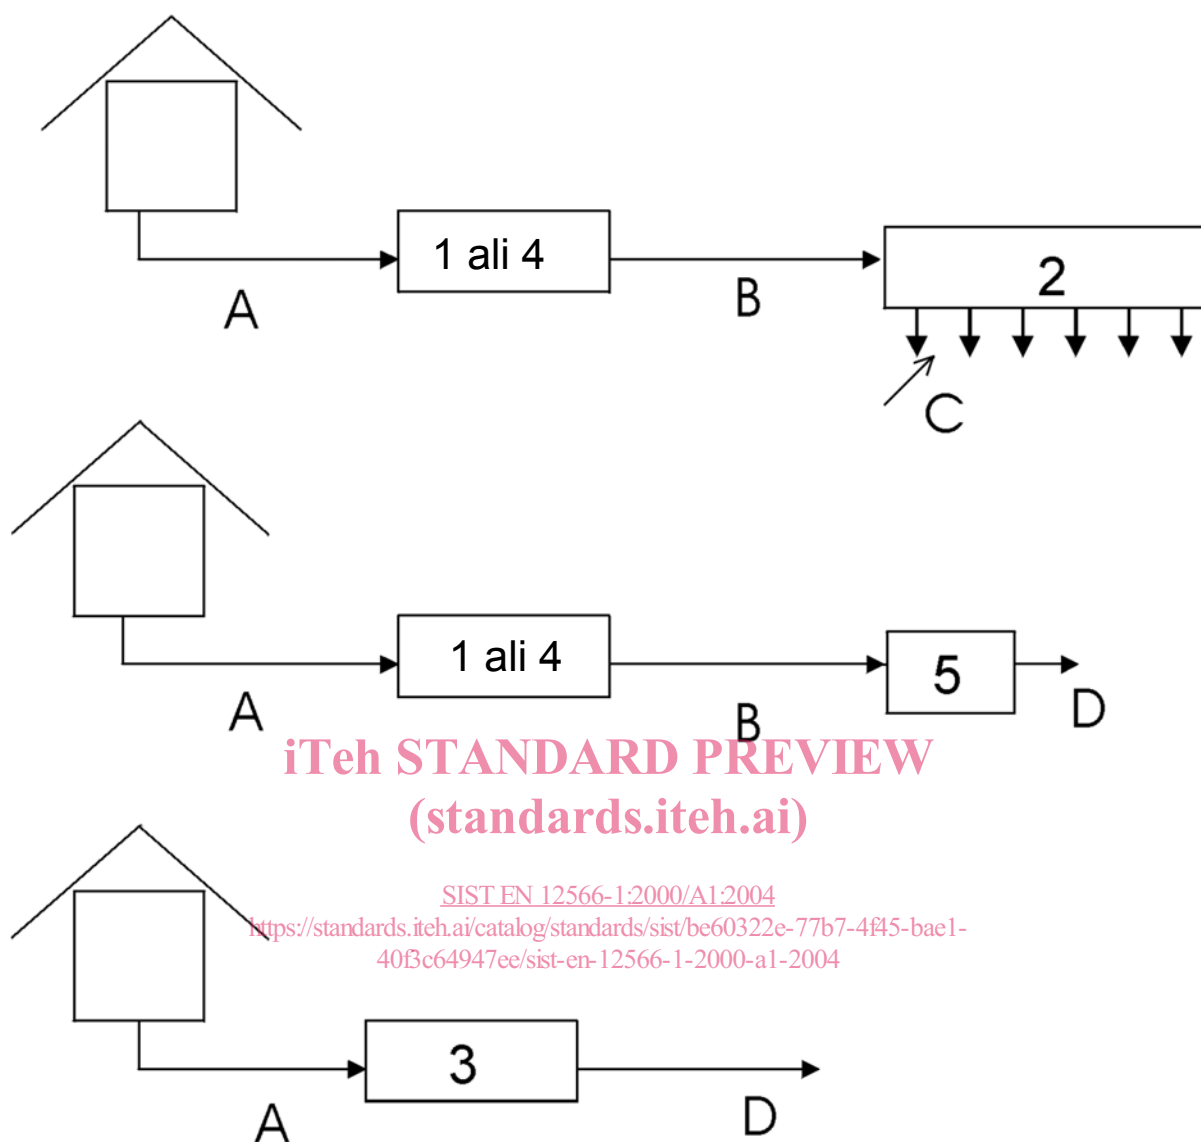 1 ali 4
2
A
B
C
1 ali 4
5
A
B
D
iTeh STANDARD PREVIEW
(standards.iteh.ai)
SIST EN 12566-1:2000/A1:2004
https://standards.iteh.ai/catalog/standards/sist/be60322e-77b7-4f45-bae1-
40f3c64947ee/sist-en-12566-1-2000-a1-2004
3
A
D